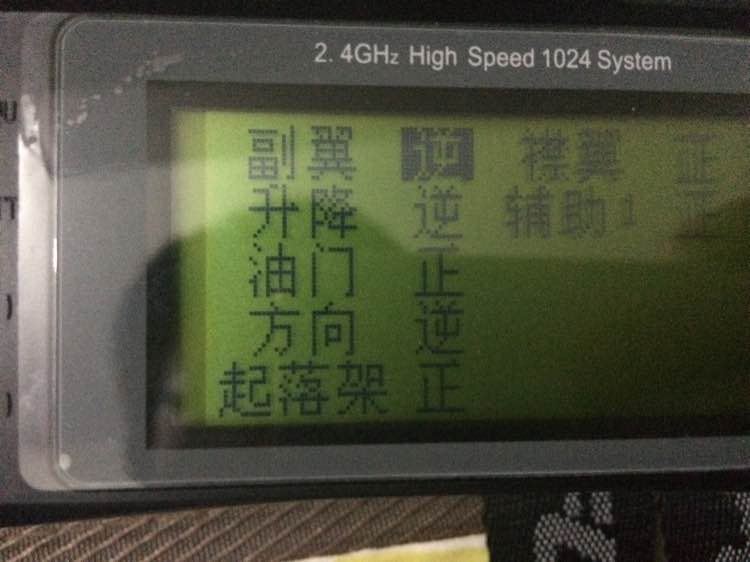 2.4GHz High Speed 1024 System
副翼 逆 襟翼 正
升降 逆 辅助1 正
油门 正
方向 逆
起落架 正